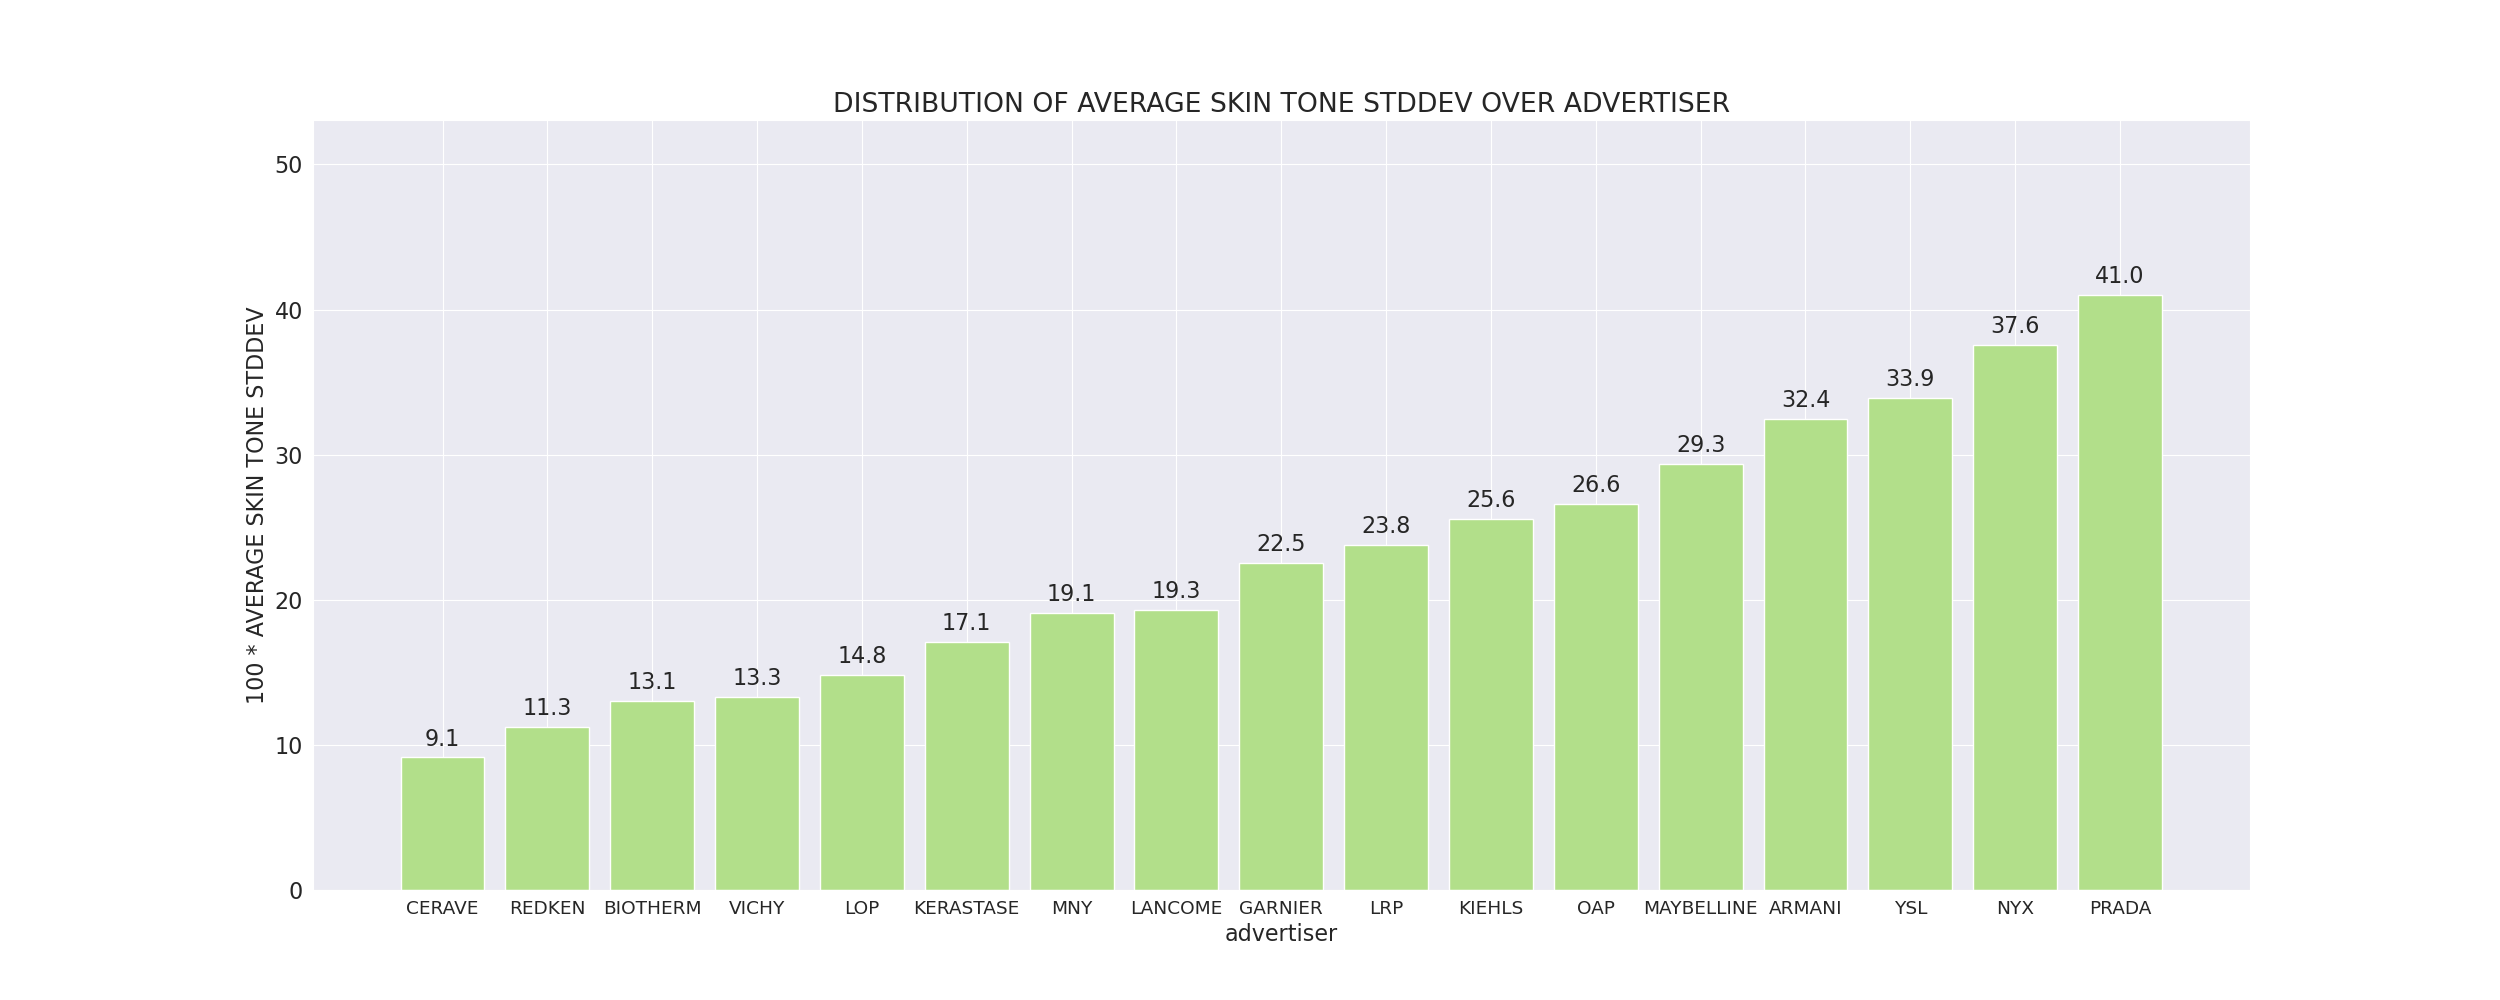 DISTRIBUTION OF AVERAGE SKIN TONE STDDEV OVER ADVERTISER
100 * AVERAGE SKIN TONE STDDEV
50
40
30
20
10
0
9.1 11.3 13.1 13.3 14.8 17.1 19.1 19.3 22.5 23.8 25.6 26.6 29.3 32.4 33.9 37.6 41.0
CERAVE REDKEN BIOTHERM VICHY LOP KERASTASE MNY LANCOME GARNIER LRP KIEHLS OAP MAYBELLINE ARMANI YSL NYX PRADA
advertiser